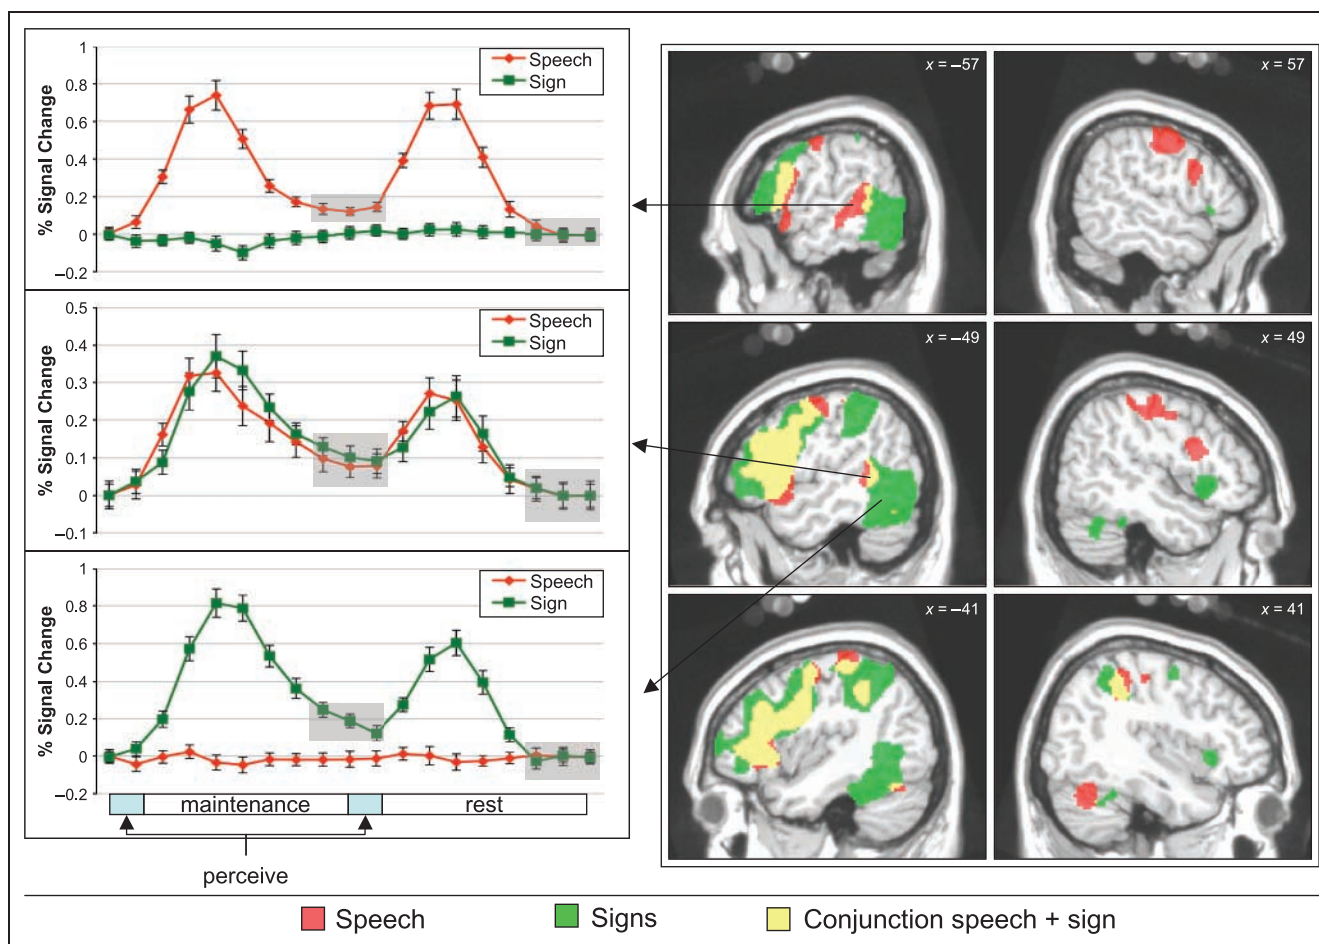 1
0.8
0.6
0.4
0.2
0
–0.2
% Signal Change
Speech
Sign
0.5
0.4
0.3
0.2
0.1
0
–0.1
% Signal Change
Speech
Sign
1
0.8
0.6
0.4
0.2
0
–0.2
% Signal Change
Speech
Sign
maintenance
rest
perceive
x = –57
x = 57
x = –49
x = 49
x = –41
x = 41
Speech
Signs
Conjunction speech + sign